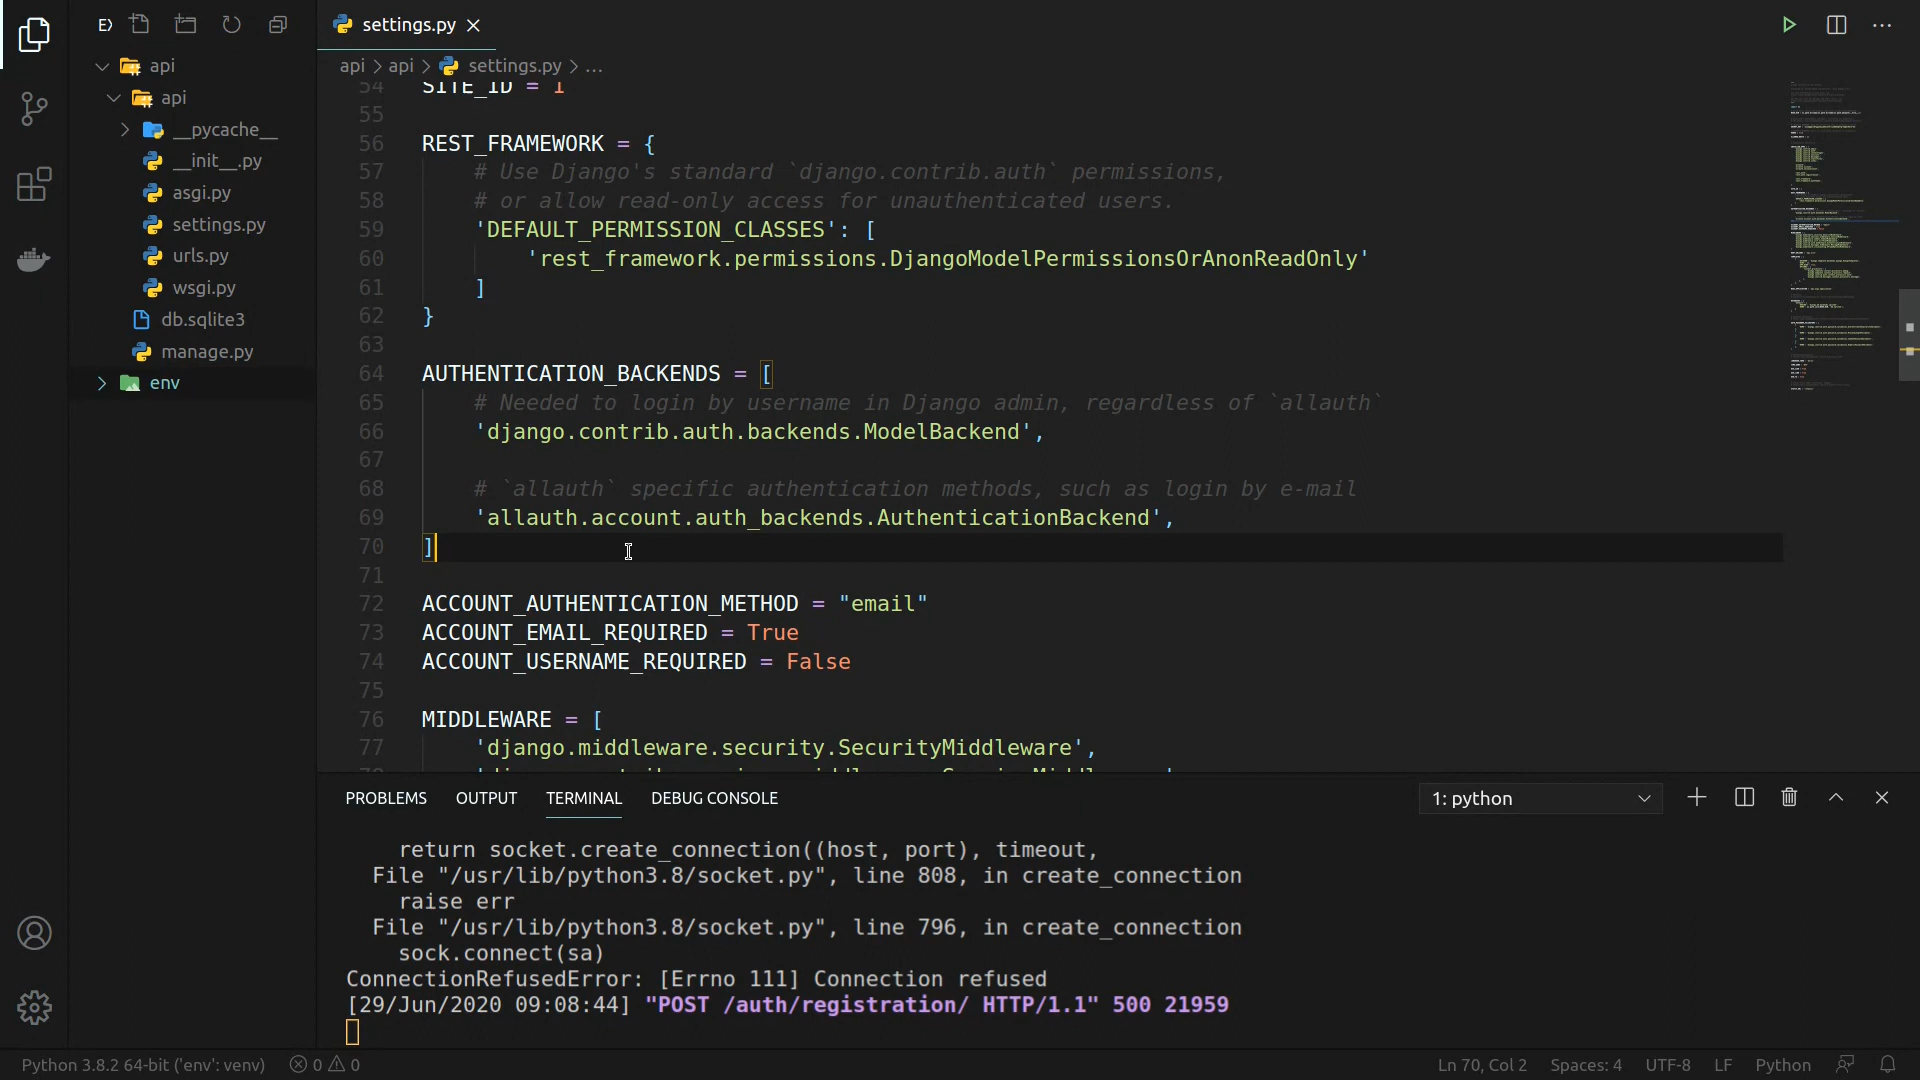 EX
settings.py
api
api
__pycache__
__init__.py
asgi.py
settings.py
urls.py
wsgi.py
db.sqlite3
manage.py
env
api > api > settings.py > ...
54 SITE_ID = 1
55
56 REST_FRAMEWORK = {
57 # Use Django's standard `django.contrib.auth` permissions,
58 # or allow read-only access for unauthenticated users.
59 'DEFAULT_PERMISSION_CLASSES': [
60 'rest_framework.permissions.DjangoModelPermissionsOrAnonReadOnly'
61 ]
62 }
63
64 AUTHENTICATION_BACKENDS = [
65 # Needed to login by username in Django admin, regardless of `allauth`
66 'django.contrib.auth.backends.ModelBackend',
67
68 # `allauth` specific authentication methods, such as login by e-mail
69 'allauth.account.auth_backends.AuthenticationBackend',
70 ]
71
72 ACCOUNT_AUTHENTICATION_METHOD = "email"
73 ACCOUNT_EMAIL_REQUIRED = True
74 ACCOUNT_USERNAME_REQUIRED = False
75
76 MIDDLEWARE = [
77 'django.middleware.security.SecurityMiddleware',
PROBLEMS OUTPUT TERMINAL DEBUG CONSOLE 1: python
return socket.create_connection((host, port), timeout,
File "/usr/lib/python3.8/socket.py", line 808, in create_connection
raise err
File "/usr/lib/python3.8/socket.py", line 796, in create_connection
sock.connect(sa)
ConnectionRefusedError: [Errno 111] Connection refused
[29/Jun/2020 09:08:44] "POST /auth/registration/ HTTP/1.1" 500 21959
Python 3.8.2 64-bit ('env': venv) 0 0 Ln 70, Col 2 Spaces: 4 UTF-8 LF Python